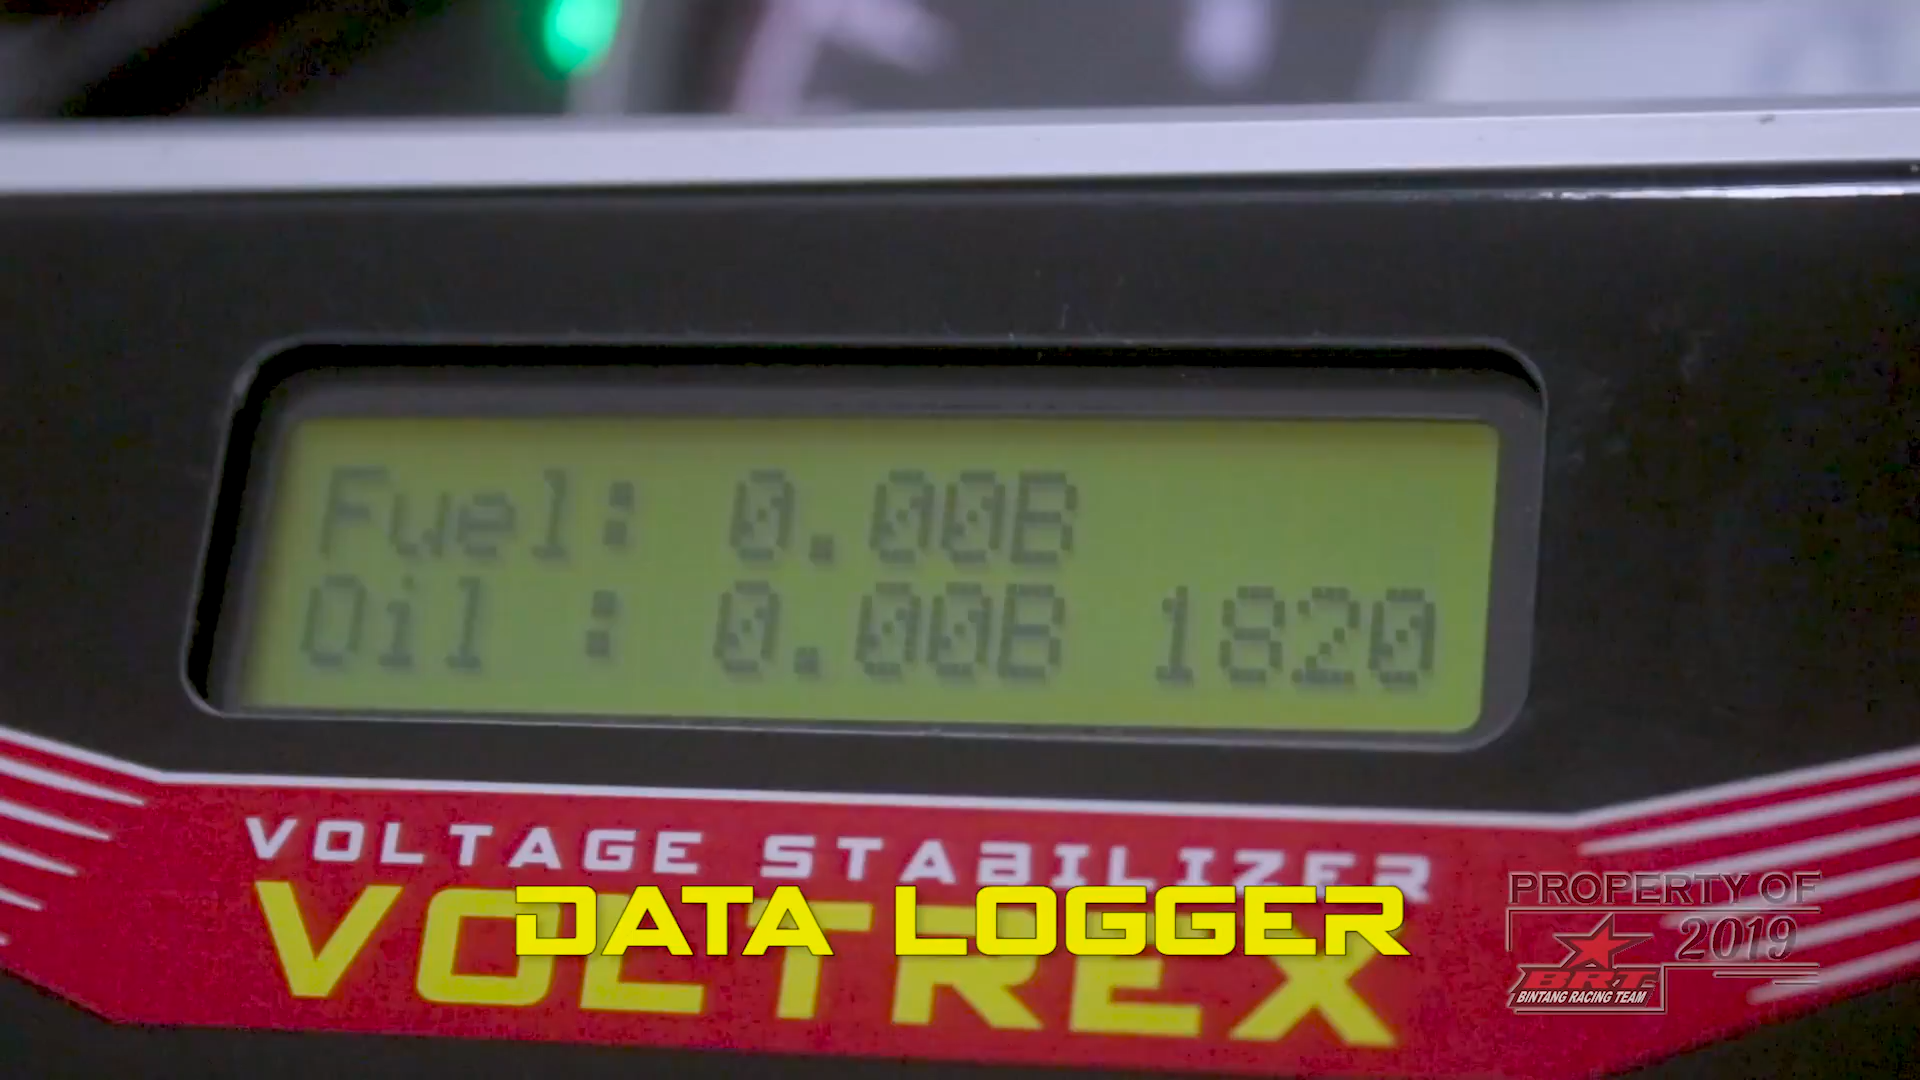 Fuel: 0.00B
Oil : 0.00B 1820
VOLTAGE STABILIZER
VOLTREX
DATA LOGGER
PROPERTY OF
2019
BRT
BINTANG RACING TEAM